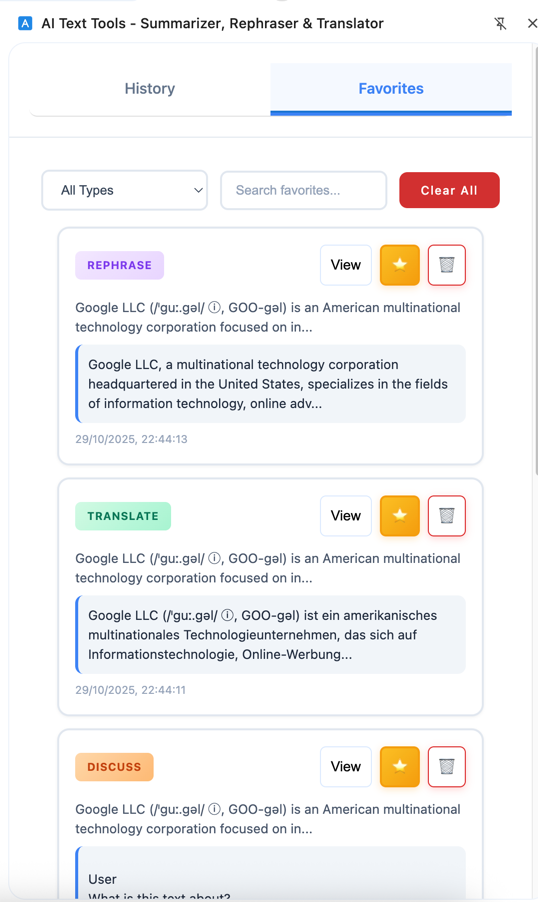 A AI Text Tools - Summarizer, Rephraser & Translator
History Favorites
All Types Search favorites... Clear All
REPHRASE View
Google LLC (/ˈɡuː.ɡəl/ ⓘ, GOO-gəl) is an American multinational
technology corporation focused on in...
Google LLC, a multinational technology corporation
headquartered in the United States, specializes in the fields
of information technology, online adv...
29/10/2025, 22:44:13
TRANSLATE View
Google LLC (/ˈɡuː.ɡəl/ ⓘ, GOO-gəl) is an American multinational
technology corporation focused on in...
Google LLC (/ˈɡuː.ɡəl/ ⓘ, GOO-gəl) ist ein amerikanisches
multinationales Technologieunternehmen, das sich auf
Informationstechnologie, Online-Werbung...
29/10/2025, 22:44:11
DISCUSS View
Google LLC (/ˈɡuː.ɡəl/ ⓘ, GOO-gəl) is an American multinational
technology corporation focused on in...
User
What is this text about?